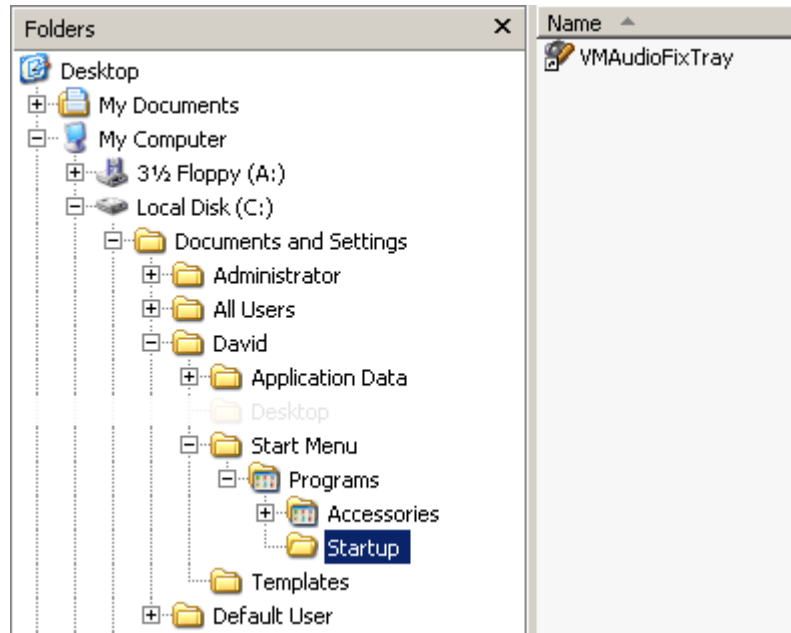 Folders
Desktop
My Documents
My Computer
3½ Floppy (A:)
Local Disk (C:)
Documents and Settings
Administrator
All Users
David
Application Data
Desktop
Start Menu
Programs
Accessories
Startup
Templates
Default User
Name
VMAudioFixTray